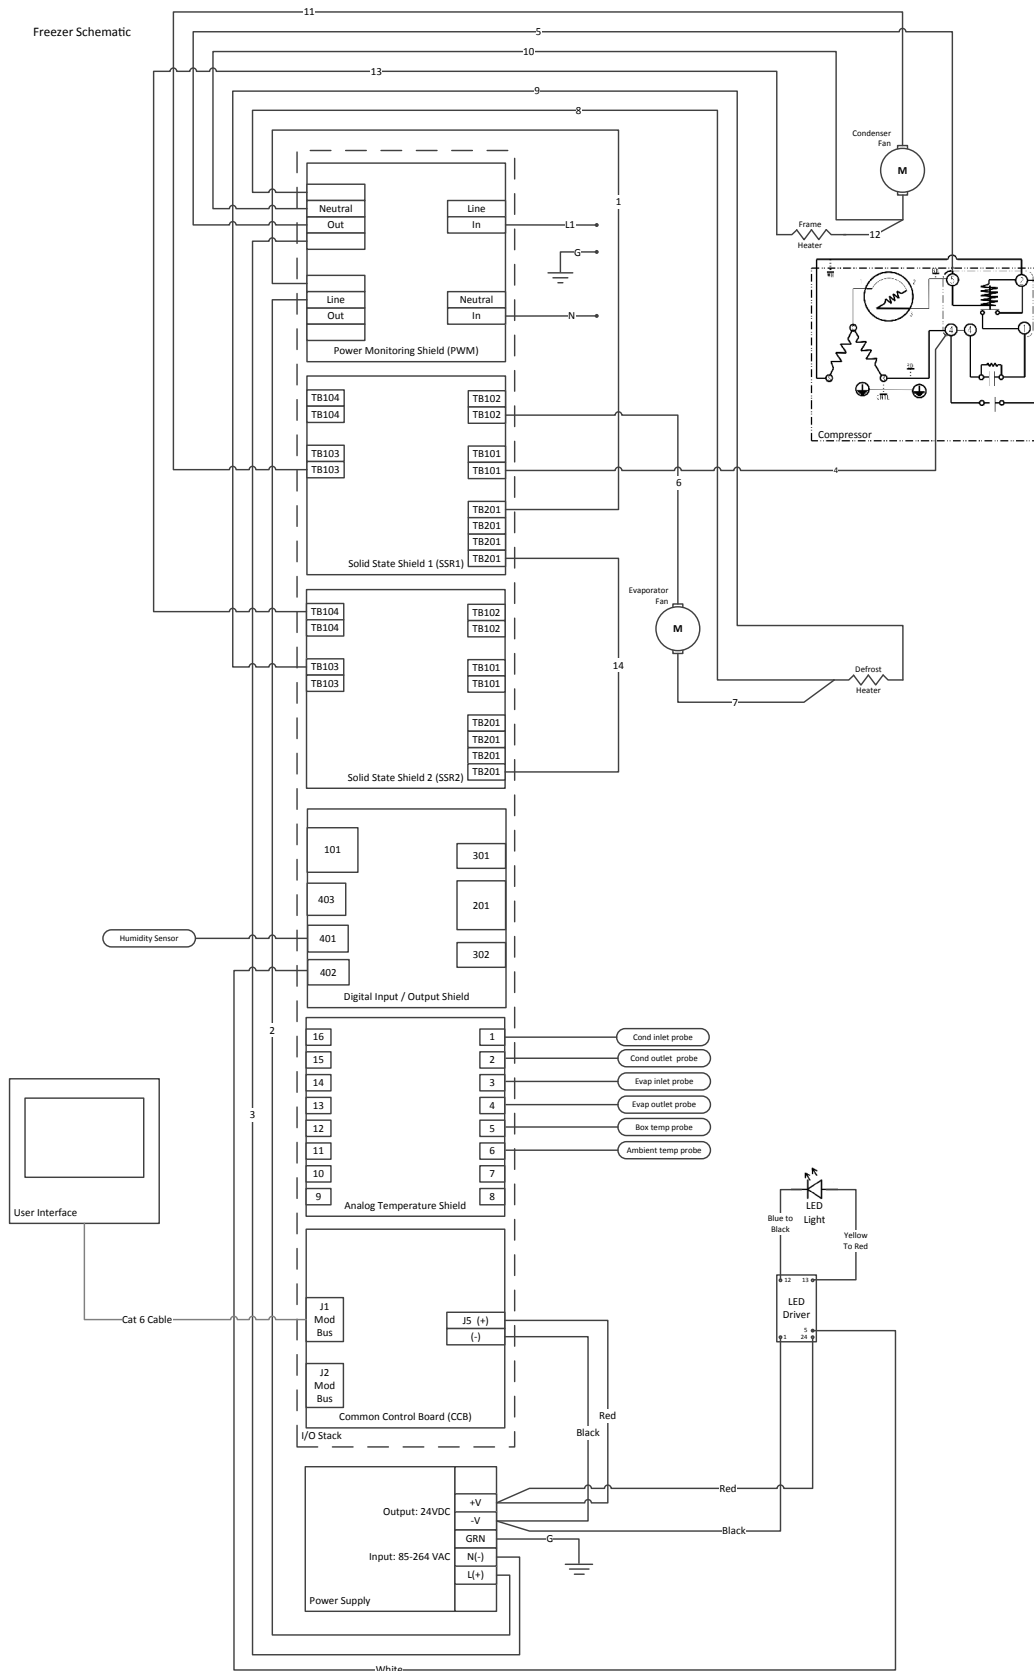 11
Freezer Schematic
5
10
13
9
8
Condenser
Fan
M
1
Neutral
Out
Line
In
L1
G
Frame
Heater
12
Line
Out
Neutral
In
N
Power Monitoring Shield (PWM)
TB104
TB104
TB102
TB102
TB103
TB103
TB101
TB101
Compressor
4
6
TB201
TB201
TB201
TB201
Solid State Shield 1 (SSR1)
Evaporator
Fan
M
TB104
TB104
TB102
TB102
TB103
TB103
TB101
TB101
14
Defrost
Heater
7
TB201
TB201
TB201
TB201
Solid State Shield 2 (SSR2)
101
301
403
201
Humidity Sensor
401
302
402
Digital Input / Output Shield
2
16
15
14
13
12
11
10
9
1
2
3
4
5
6
7
8
Cond inlet probe
Cond outlet probe
Evap inlet probe
Evap outlet probe
Box temp probe
Ambient temp probe
3
Analog Temperature Shield
User Interface
LED
Light
Blue to
Black
Yellow
To Red
12
13
LED
Driver
5
1
24
Cat 6 Cable
J1
Mod
Bus
J5 (+)
(-)
J2
Mod
Bus
Common Control Board (CCB)
I/O Stack
Red
Black
Red
Black
Output: 24VDC
+V
-V
GRN
G
Input: 85-264 VAC
N(-)
L(+)
Power Supply
White